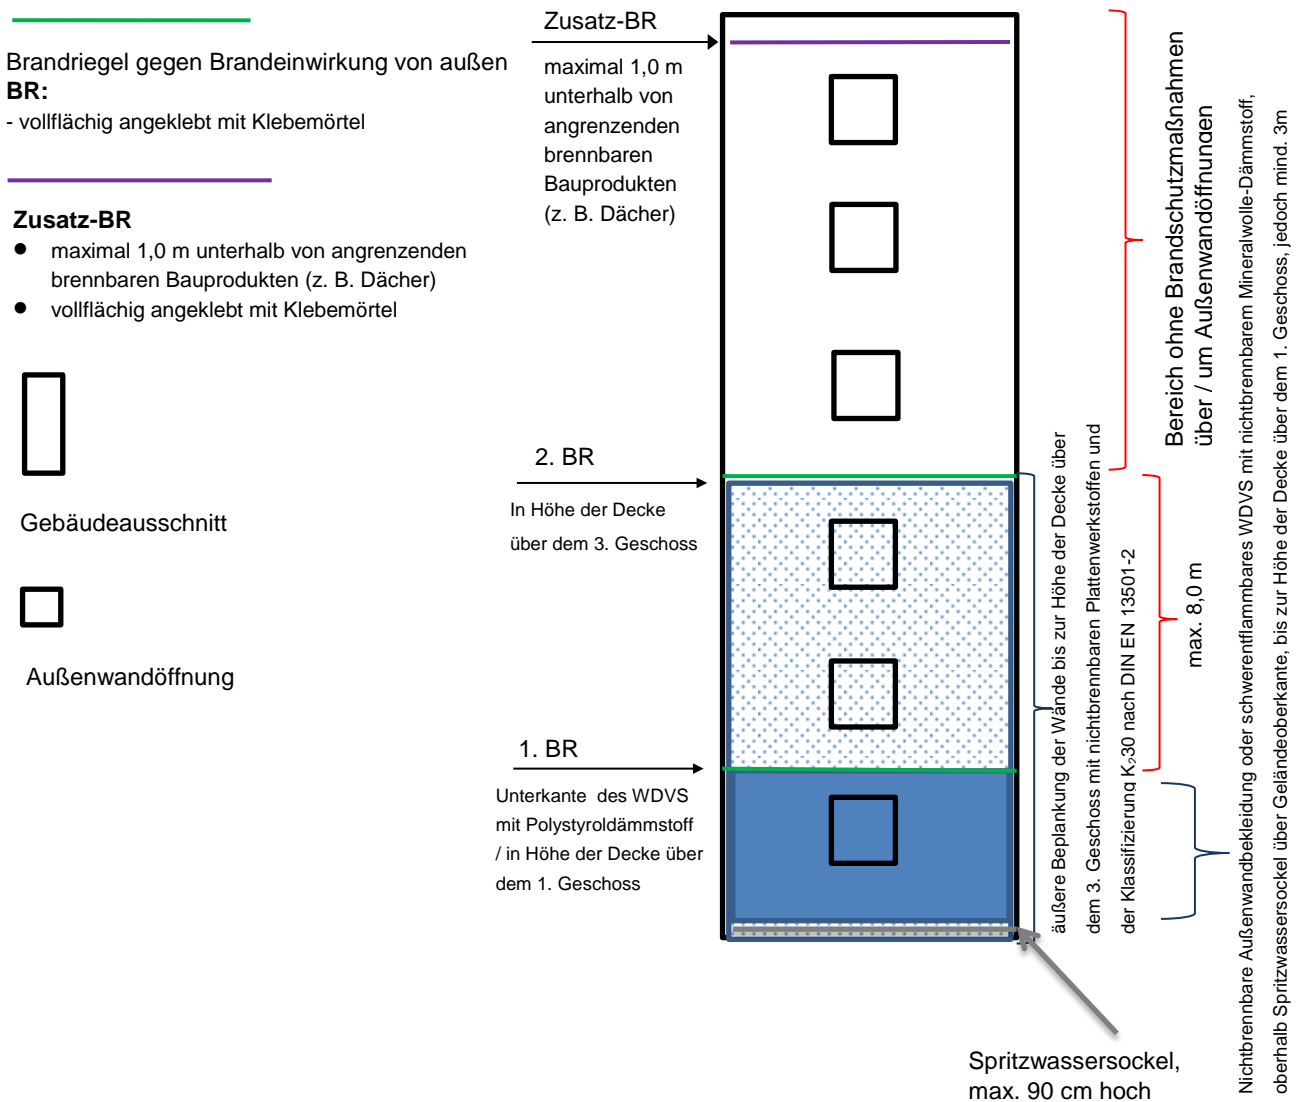 Brandriegel gegen Brandeinwirkung von außen
BR:
- vollflächig angeklebt mit Klebemörtel
Zusatz-BR
● maximal 1,0 m unterhalb von angrenzenden
brennbaren Bauprodukten (z. B. Dächer)
● vollflächig angeklebt mit Klebemörtel
Gebäudeausschnitt
Außenwandöffnung
Zusatz-BR
maximal 1,0 m
unterhalb von
angrenzenden
brennbaren
Bauprodukten
(z. B. Dächer)
2. BR
In Höhe der Decke
über dem 3. Geschoss
1. BR
Unterkante des WDVS
mit Polystyroldämmstoff
/ in Höhe der Decke über
dem 1. Geschoss
äußere Beplankung der Wände bis zur Höhe der Decke über
dem 3. Geschoss mit nichtbrennbaren Plattenwerkstoffen und
der Klassifizierung K₂30 nach DIN EN 13501-2
Bereich ohne Brandschutzmaßnahmen
über / um Außenwandöffnungen
max. 8,0 m
Nichtbrennbare Außenwandbekleidung oder schwerentflammbares WDVS mit nichtbrennbarem Mineralwolle-Dämmstoff,
oberhalb Spritzwassersockel über Geländeoberkante, bis zur Höhe der Decke über dem 1. Geschoss, jedoch mind. 3m
Spritzwassersockel,
max. 90 cm hoch